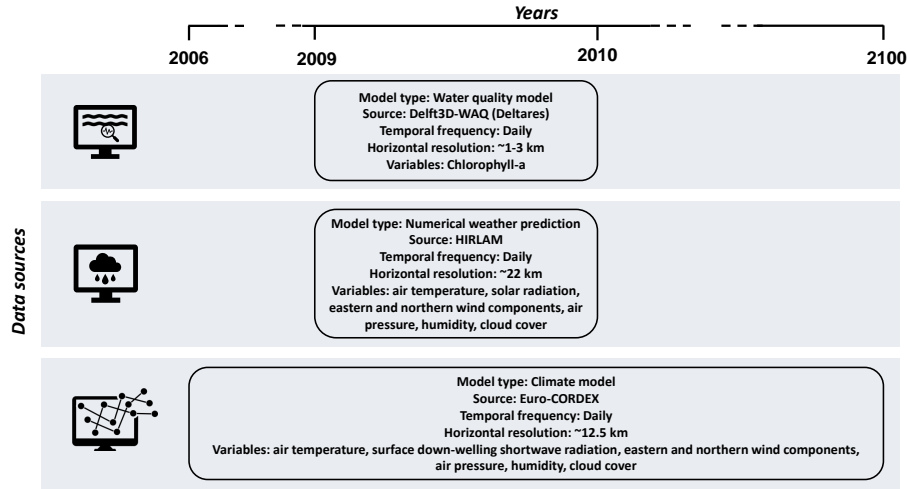 Years
2006
2009
2010
2100
Data sources
Model type: Water quality model
Source: Delft3D-WAQ (Deltares)
Temporal frequency: Daily
Horizontal resolution: ~1-3 km
Variables: Chlorophyll-a
Model type: Numerical weather prediction
Source: HIRLAM
Temporal frequency: Daily
Horizontal resolution: ~22 km
Variables: air temperature, solar radiation,
eastern and northern wind components, air
pressure, humidity, cloud cover
Model type: Climate model
Source: Euro-CORDEX
Temporal frequency: Daily
Horizontal resolution: ~12.5 km
Variables: air temperature, surface down-welling shortwave radiation, eastern and northern wind components,
air pressure, humidity, cloud cover